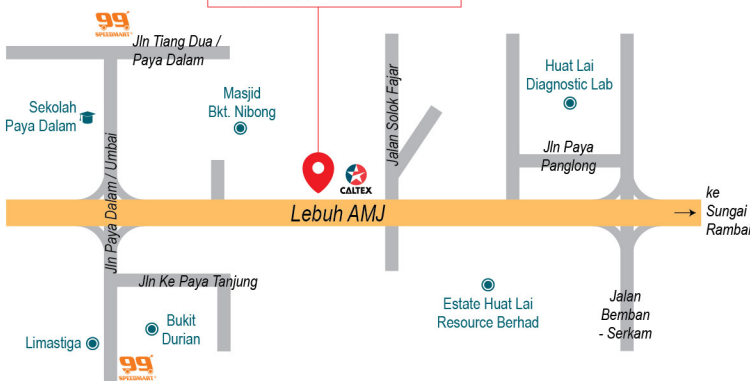 99
SPEEDMART
Jln Tiang Dua /
Paya Dalam
Sekolah
Paya Dalam
Masjid
Bkt. Nibong
Jalan Solok Fajar
Huat Lai
Diagnostic Lab
Jln Paya
Panglong
Jln Paya Dalam / Umbai
CALTEX
Lebuh AMJ
ke
Sungai
Rambai
Jln Ke Paya Tanjung
Estate Huat Lai
Resource Berhad
Jalan
Bemban
- Serkam
Bukit
Durian
Limastiga
99
SPEEDMART